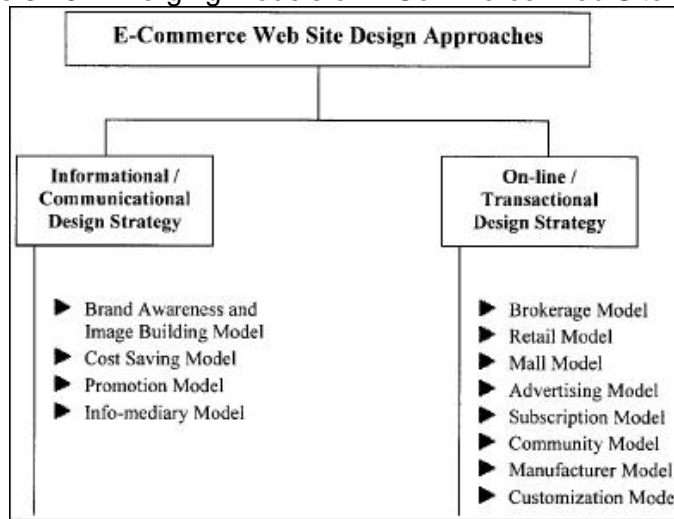 E-Commerce Web Site Design Approaches
Informational /
Communicational
Design Strategy
On-line /
Transactional
Design Strategy
Brand Awareness and
Image Building Model
Cost Saving Model
Promotion Model
Info-mediary Model
Brokerage Model
Retail Model
Mall Model
Advertising Model
Subscription Model
Community Model
Manufacturer Model
Customization Mode